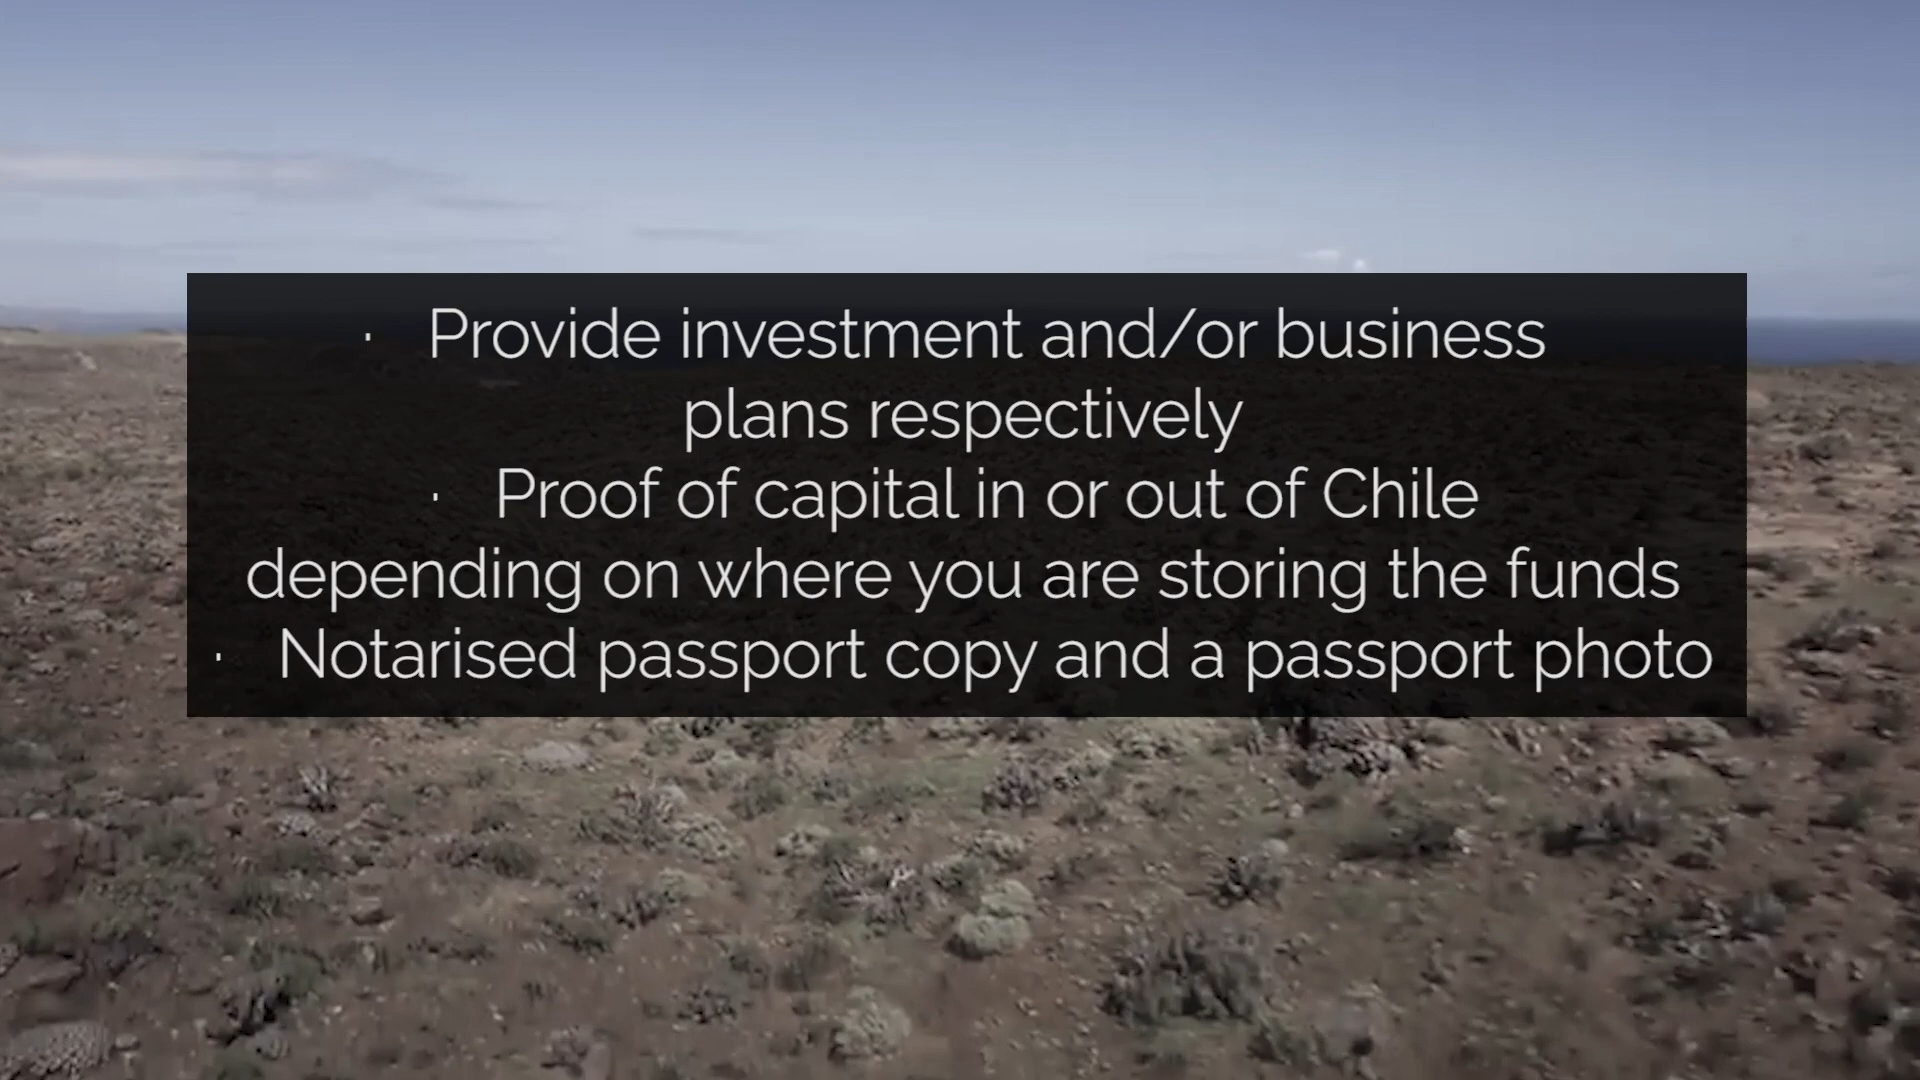 · Provide investment and/or business
plans respectively
· Proof of capital in or out of Chile
depending on where you are storing the funds
· Notarised passport copy and a passport photo